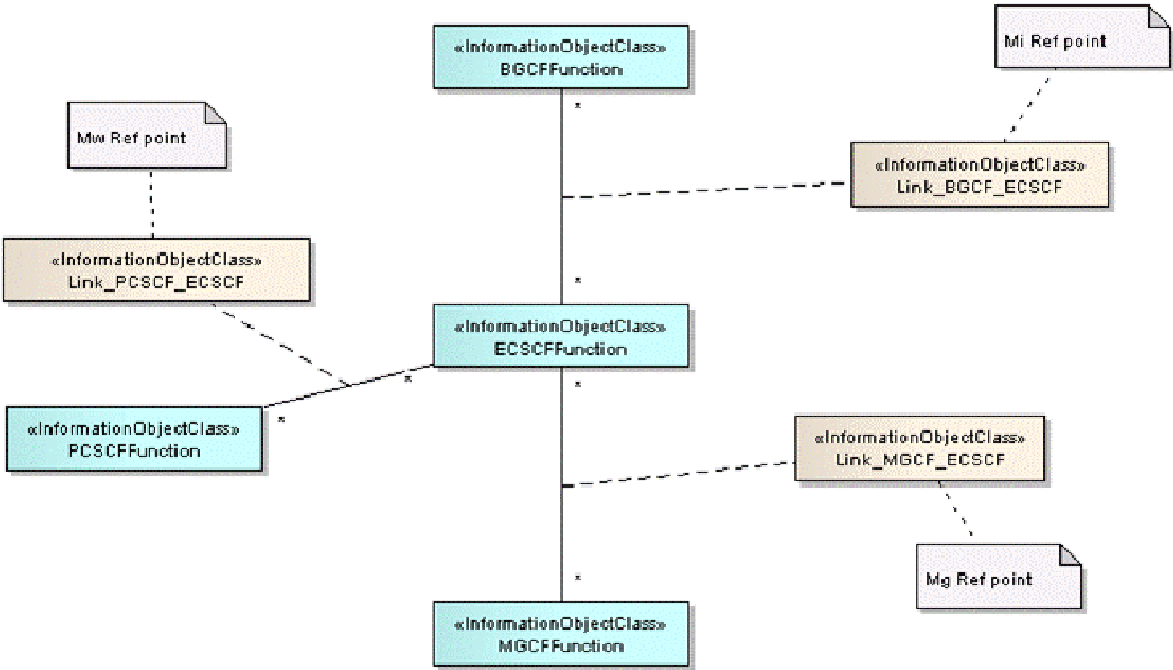 «InformationObjectClass»
BGCFFunction
Mi Ref point
*
Mw Ref point
«InformationObjectClass»
Link_BGCF_ECSCF
«InformationObjectClass»
Link_PCSCF_ECSCF
*
«InformationObjectClass»
ECSCFFunction
*
*
*
«InformationObjectClass»
PCSCFFunction
«InformationObjectClass»
Link_MGCF_ECSCF
*
Mg Ref point
«InformationObjectClass»
MGCFFunction